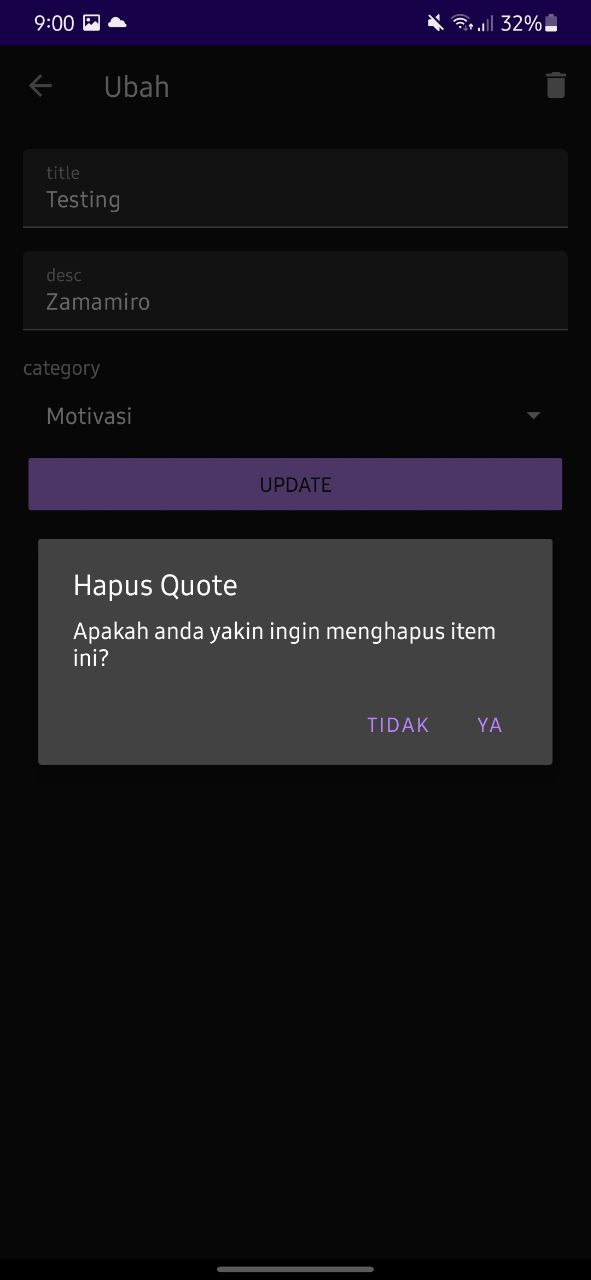 9:00 32%
Ubah
title
Testing
desc
Zamamiro
category
Motivasi
UPDATE
Hapus Quote
Apakah anda yakin ingin menghapus item
ini?
TIDAK YA